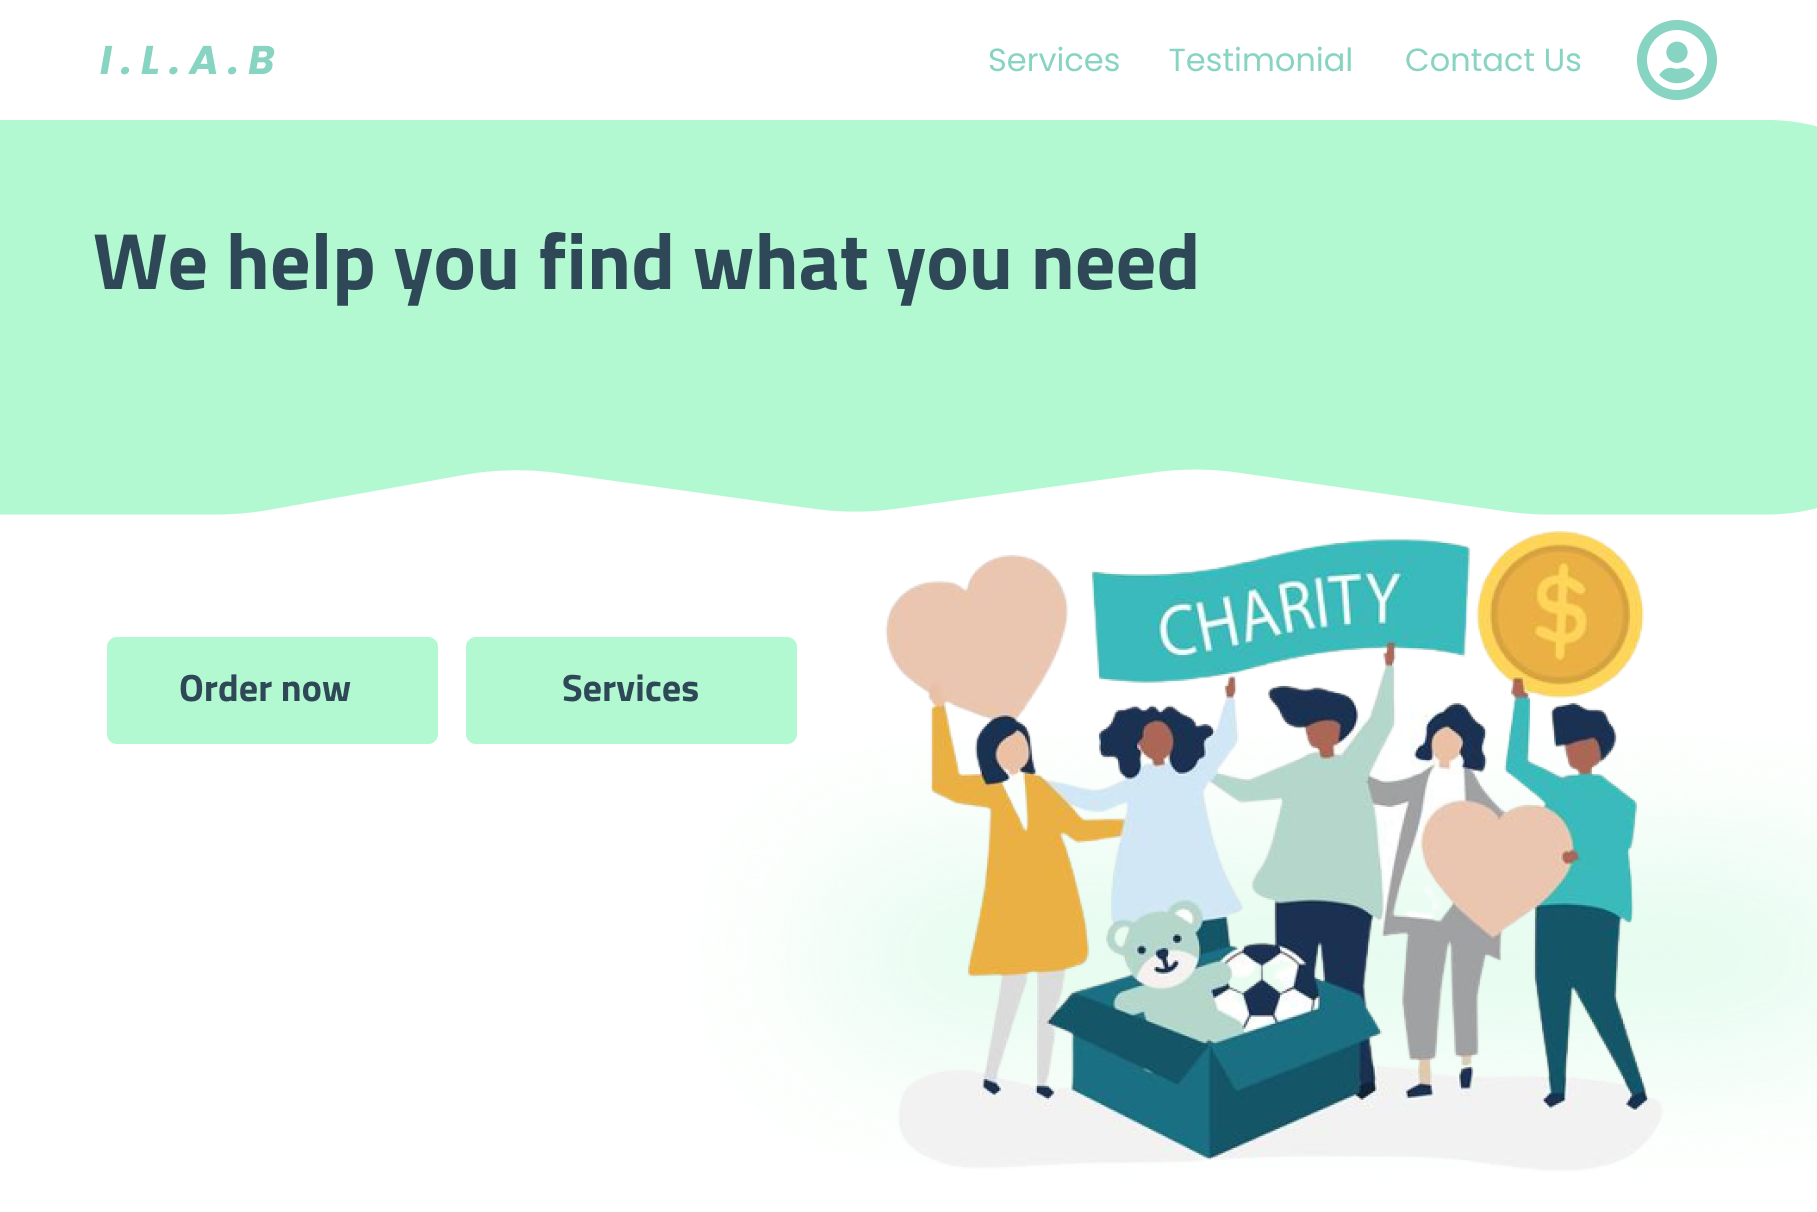 I.L.A.B
Services Testimonial Contact Us
We help you find what you need
CHARITY
$
Order now Services